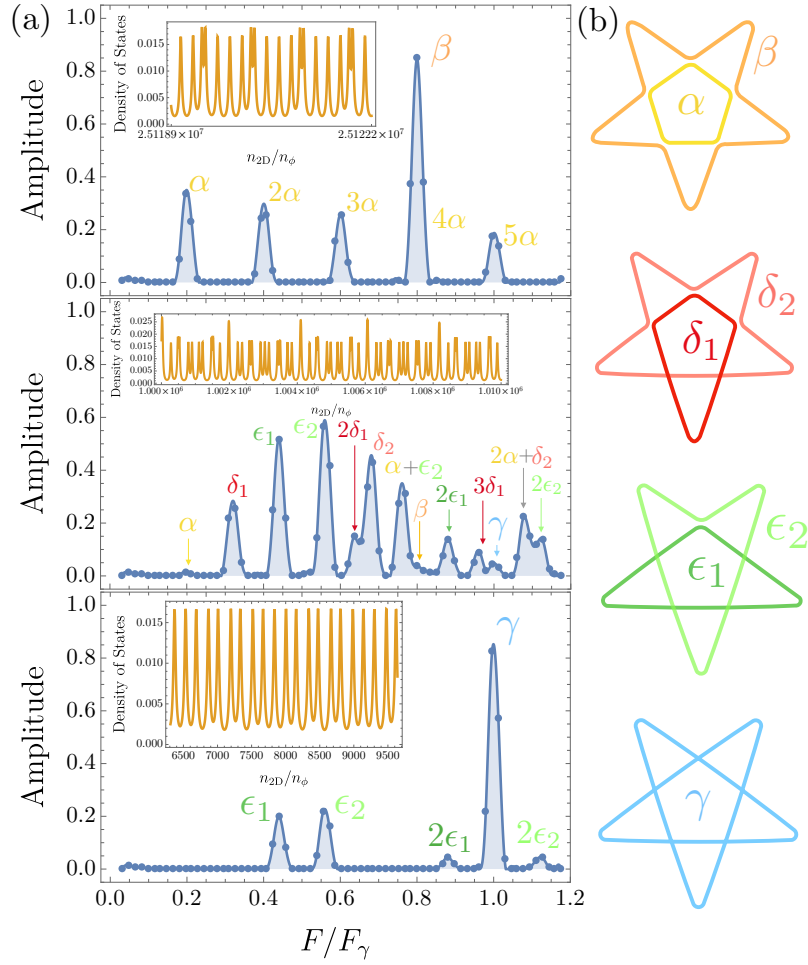 (a)
(b)
Amplitude
1.0
0.8
0.6
0.4
0.2
0.0
Density of States
0.015
0.010
0.005
0.000
2.51189×10⁷
2.51222×10⁷
n₂D/nϕ
α
2α
3α
β
4α
5α
Amplitude
1.0
0.8
0.6
0.4
0.2
0.0
Density of States
0.025
0.020
0.015
0.010
0.005
0.000
1.000×10⁶
1.002×10⁶
1.004×10⁶
1.006×10⁶
1.008×10⁶
1.010×10⁶
n₂D/nϕ
α
δ₁
ϵ₁
ϵ₂
2δ₁
δ₂
α+ϵ₂
β
2ϵ₁
3δ₁
γ
2α+δ₂
2ϵ₂
Amplitude
1.0
0.8
0.6
0.4
0.2
0.0
Density of States
0.015
0.010
0.005
0.000
6500 7000 7500 8000 8500 9000 9500
n₂D/nϕ
ϵ₁
ϵ₂
2ϵ₁
γ
2ϵ₂
0.0 0.2 0.4 0.6 0.8 1.0 1.2
F/Fγ
β
α
δ₂
δ₁
ϵ₂
ϵ₁
γ